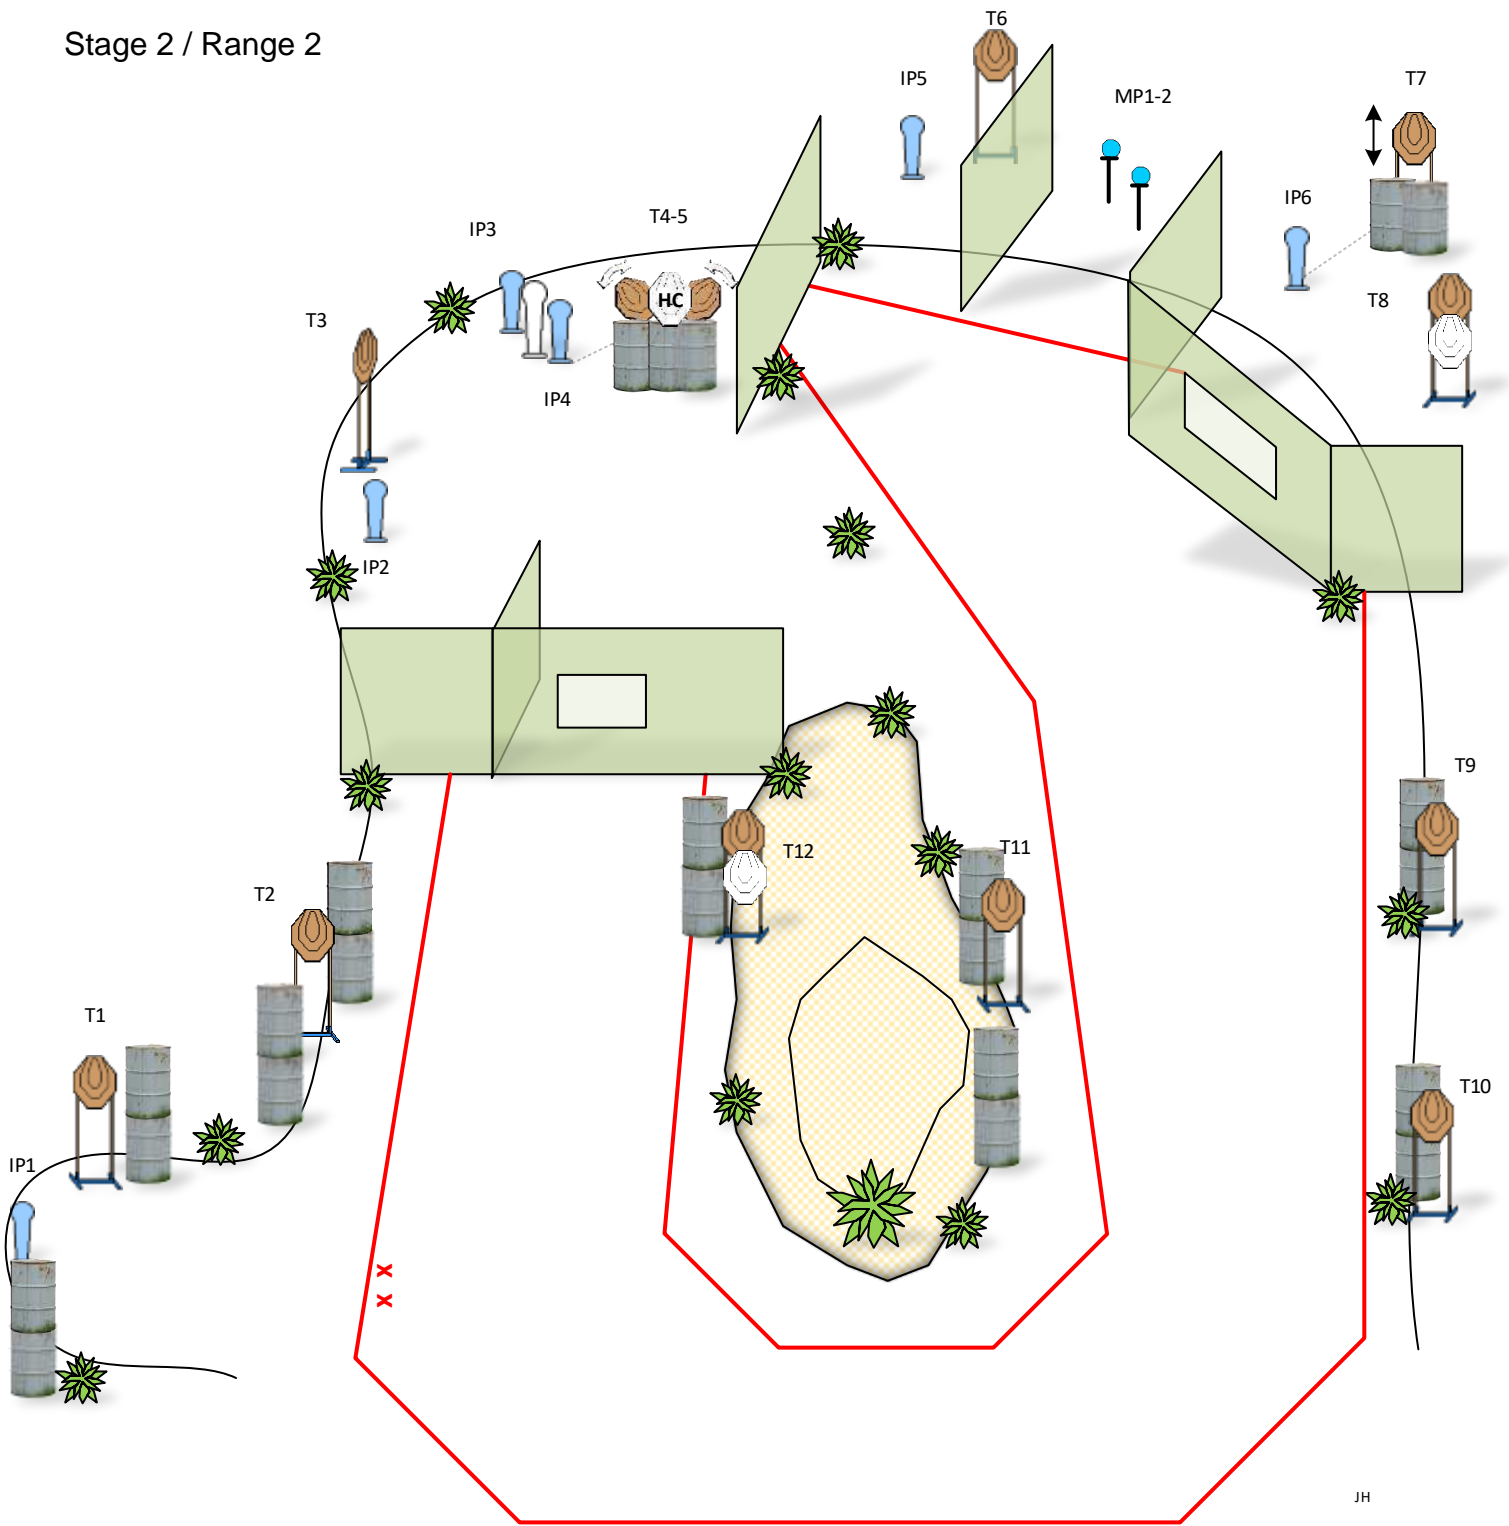 Stage 2 / Range 2
T6
IP5
MP1-2
T7
IP6
T4-5
IP3
HC
T8
T3
IP4
IP2
T9
T12
T11
T2
T1
T10
IP1
X
X
JH